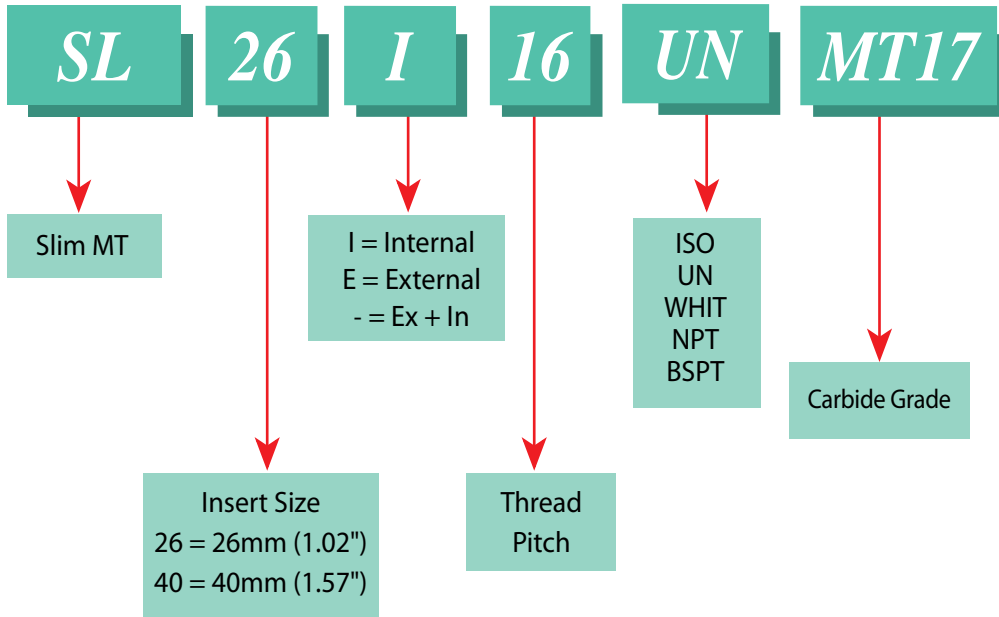 SL 26 I 16 UN MT17
Slim MT
I = Internal
E = External
- = Ex + In
ISO
UN
WHIT
NPT
BSPT
Carbide Grade
Insert Size
26 = 26mm (1.02")
40 = 40mm (1.57")
Thread
Pitch